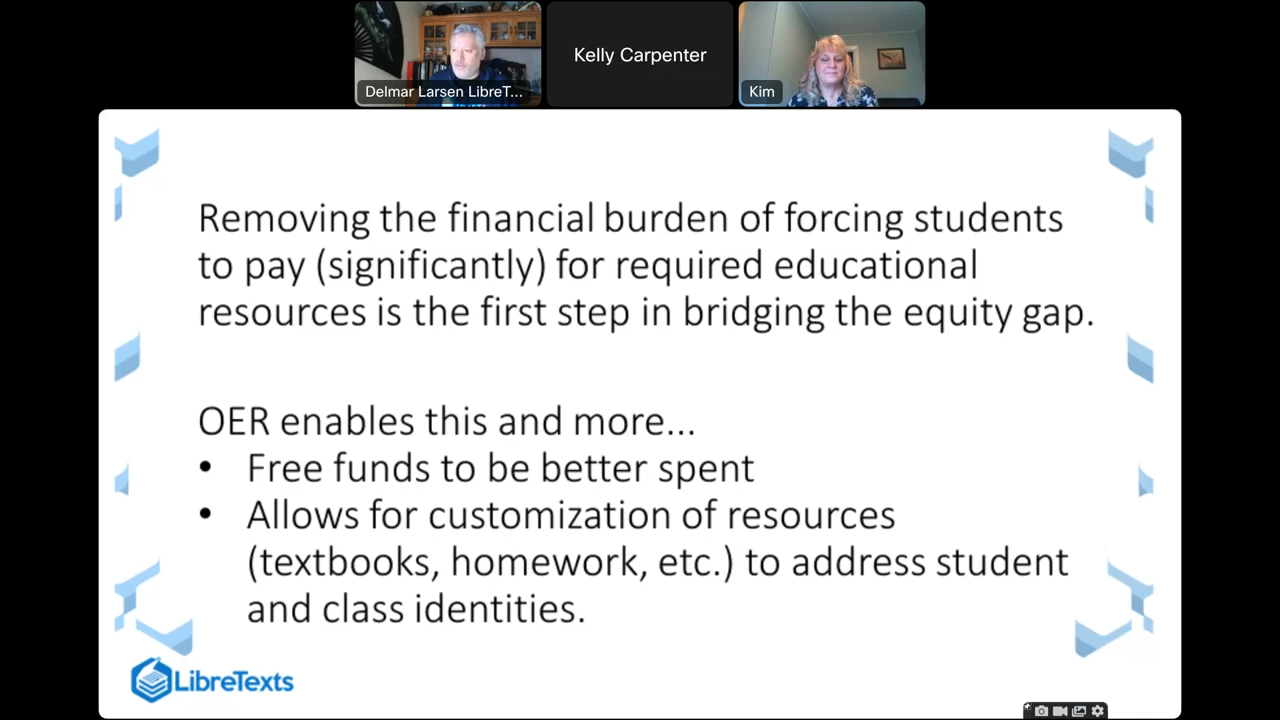 Delmar Larsen LibreT...
Kelly Carpenter
Kim
Removing the financial burden of forcing students
to pay (significantly) for required educational
resources is the first step in bridging the equity gap.
OER enables this and more...
• Free funds to be better spent
• Allows for customization of resources
(textbooks, homework, etc.) to address student
and class identities.
LibreTexts